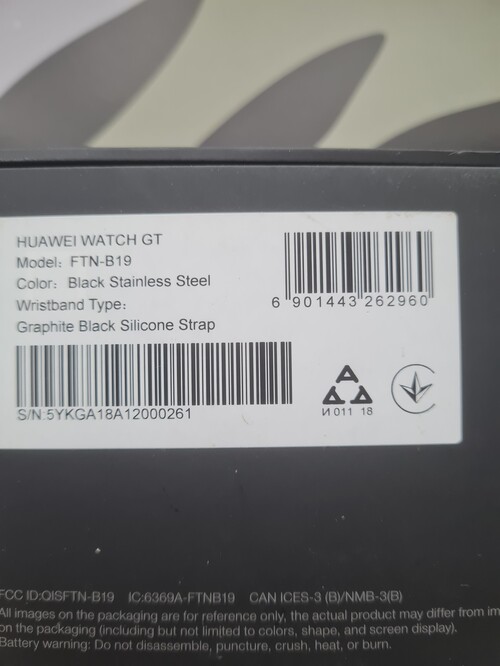 HUAWEI WATCH GT
Model: FTN-B19
Color: Black Stainless Steel
Wristband Type:
Graphite Black Silicone Strap
6 901443 262960
S/N:5YKGA18A12000261
И 011 18
FCC ID:QISFTN-B19 IC:6369A-FTNB19 CAN ICES-3 (B)/NMB-3(B)
All images on the packaging are for reference only, the actual product may differ from im
on the packaging (including but not limited to colors, shape, and screen display).
Battery warning: Do not disassemble, puncture, crush, heat, or burn.